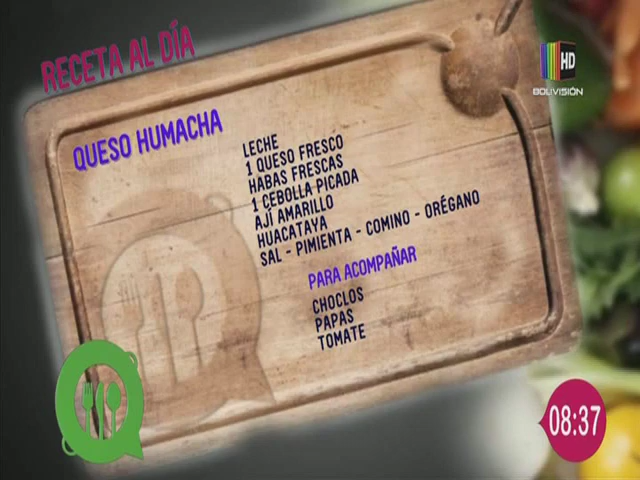 RECETA AL DÍA
HD
BOLIVISIÓN
QUESO HUMACHA
LECHE
1 QUESO FRESCO
HABAS FRESCAS
1 CEBOLLA PICADA
AJÍ AMARILLO
HUACATAYA
SAL - PIMIENTA - COMINO - ORÉGANO
PARA ACOMPAÑAR
CHOCLOS
PAPAS
TOMATE
08:37